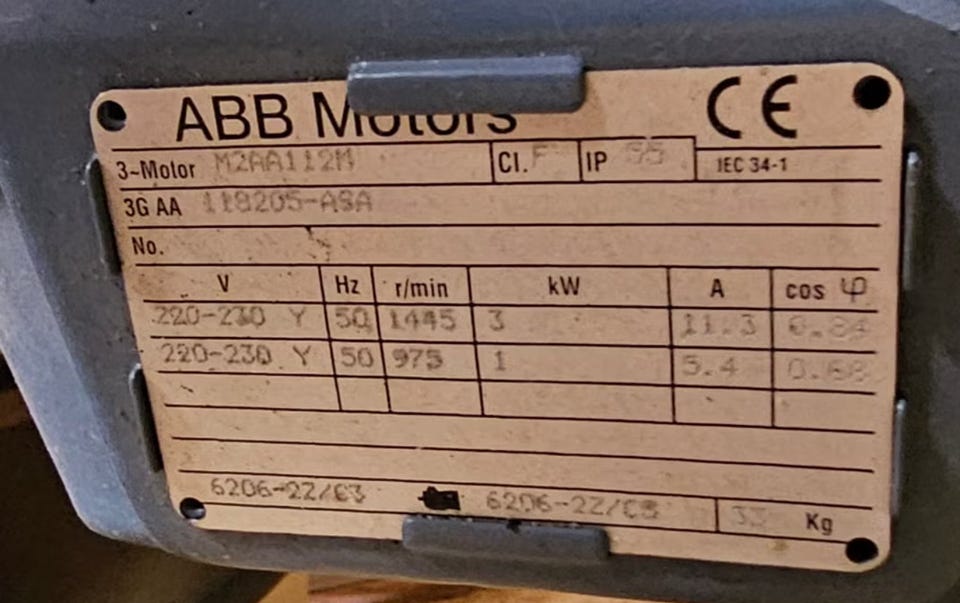 ABB Motors CE
3~Motor M2AA112M Cl. F IP 55 IEC 34-1
3G AA 118205-ASA
No.
V Hz r/min kW A cos φ
220-230 Y 50 1445 3 11.3 0.84
220-230 Y 50 975 1 5.4 0.68
6206-2Z/C3 6206-2Z/C3 33 Kg